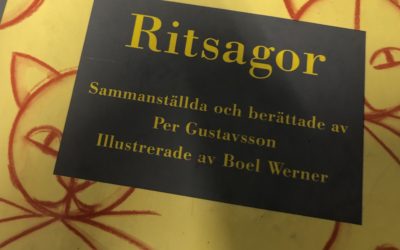 Ritsagor
Sammanställda och berättade av
Per Gustavsson
Illustrerade av Boel Werner